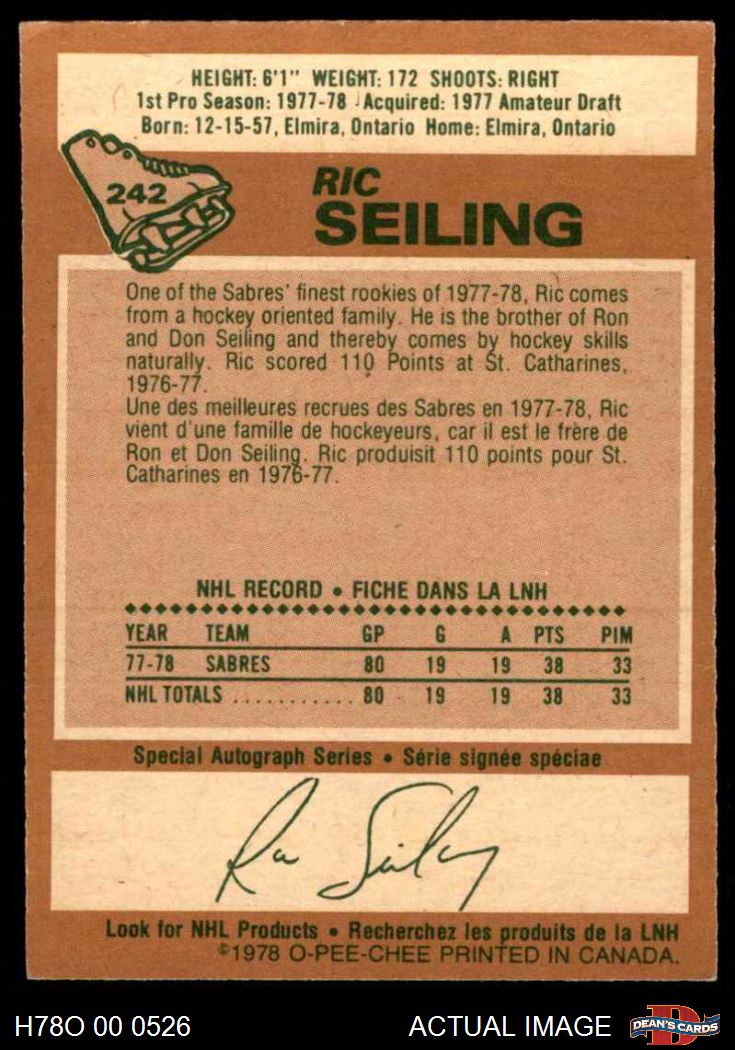 HEIGHT: 6'1" WEIGHT: 172 SHOOTS: RIGHT
1st Pro Season: 1977-78 Acquired: 1977 Amateur Draft
Born: 12-15-57, Elmira, Ontario Home: Elmira, Ontario
242
RIC
SEILING
One of the Sabres' finest rookies of 1977-78, Ric comes
from a hockey oriented family. He is the brother of Ron
and Don Seiling and thereby comes by hockey skills
naturally. Ric scored 110 Points at St. Catharines,
1976-77.
Une des meilleures recrues des Sabres en 1977-78, Ric
vient d'une famille de hockeyeurs, car il est le frère de
Ron et Don Seiling. Ric produisit 110 points pour St.
Catharines en 1976-77.
NHL RECORD • FICHE DANS LA LNH
YEAR TEAM GP G A PTS PIM
77-78 SABRES 80 19 19 38 33
NHL TOTALS ............ 80 19 19 38 33
Special Autograph Series • Série signée spéciae
Ric Seiling
Look for NHL Products • Recherchez les produits de la LNH
©1978 O-PEE-CHEE PRINTED IN CANADA.
H78O 00 0526 ACTUAL IMAGE D DEAN'S CARDS